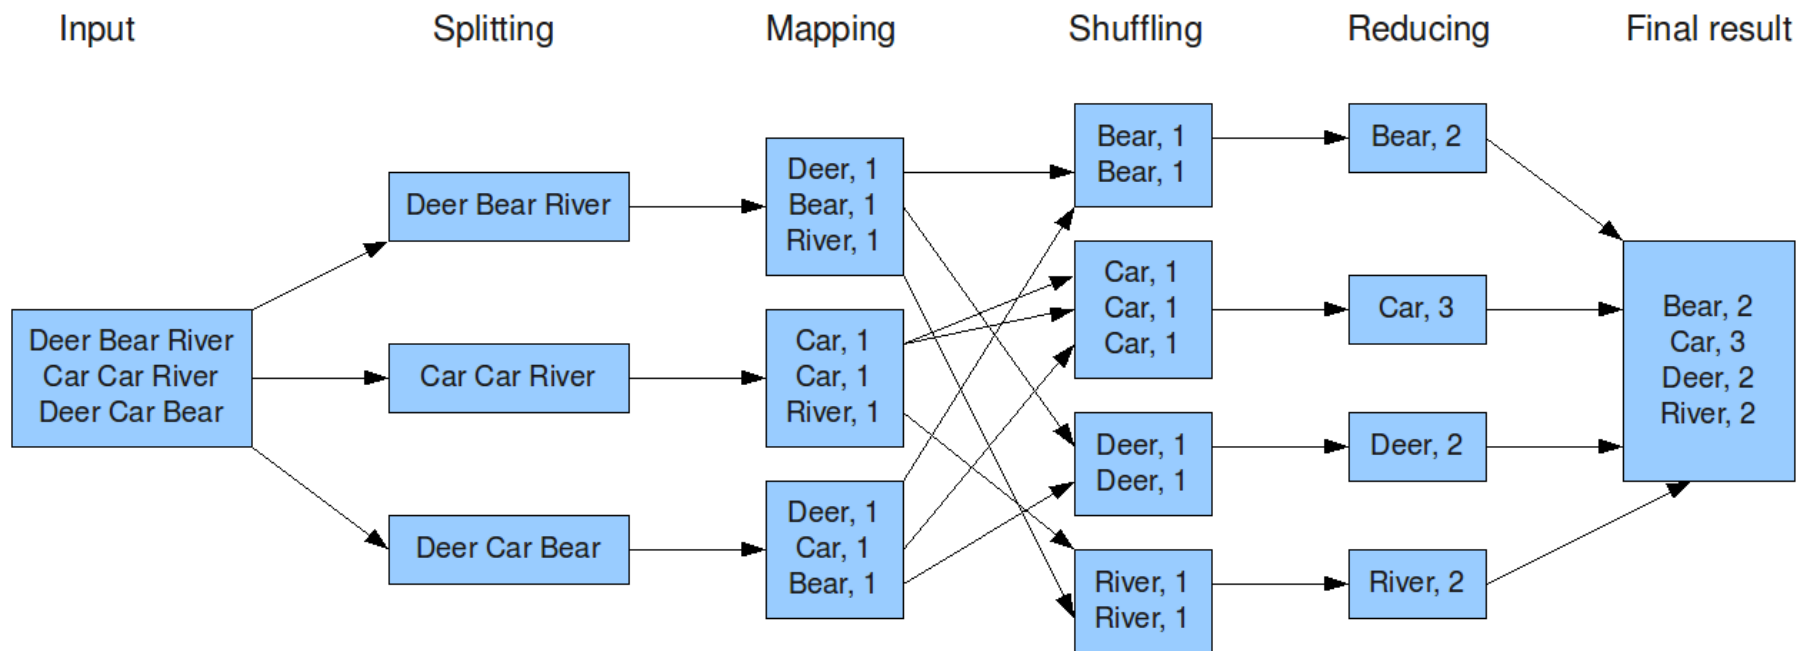 Input
Splitting
Mapping
Shuffling
Reducing
Final result
Deer Bear River
Car Car River
Deer Car Bear
Deer Bear River
Car Car River
Deer Car Bear
Deer, 1
Bear, 1
River, 1
Car, 1
Car, 1
River, 1
Deer, 1
Car, 1
Bear, 1
Bear, 1
Bear, 1
Car, 1
Car, 1
Car, 1
Deer, 1
Deer, 1
River, 1
River, 1
Bear, 2
Car, 3
Deer, 2
River, 2
Bear, 2
Car, 3
Deer, 2
River, 2